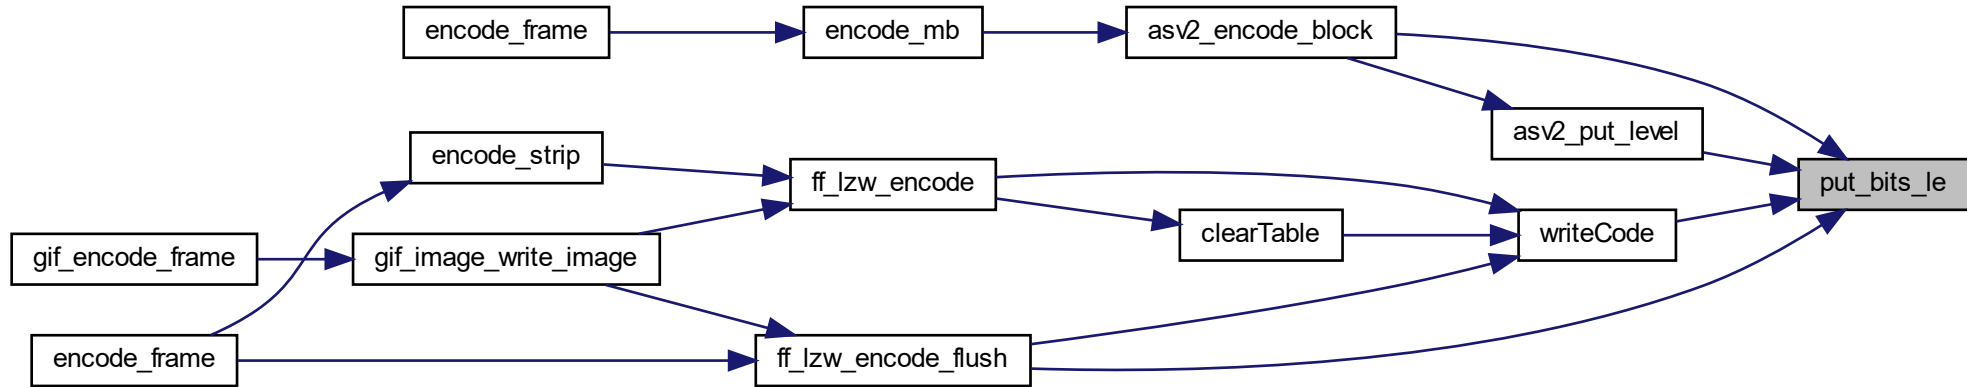 encode_frame
encode_mb
asv2_encode_block
asv2_put_level
encode_strip
ff_lzw_encode
put_bits_le
clearTable
writeCode
gif_encode_frame
gif_image_write_image
encode_frame
ff_lzw_encode_flush